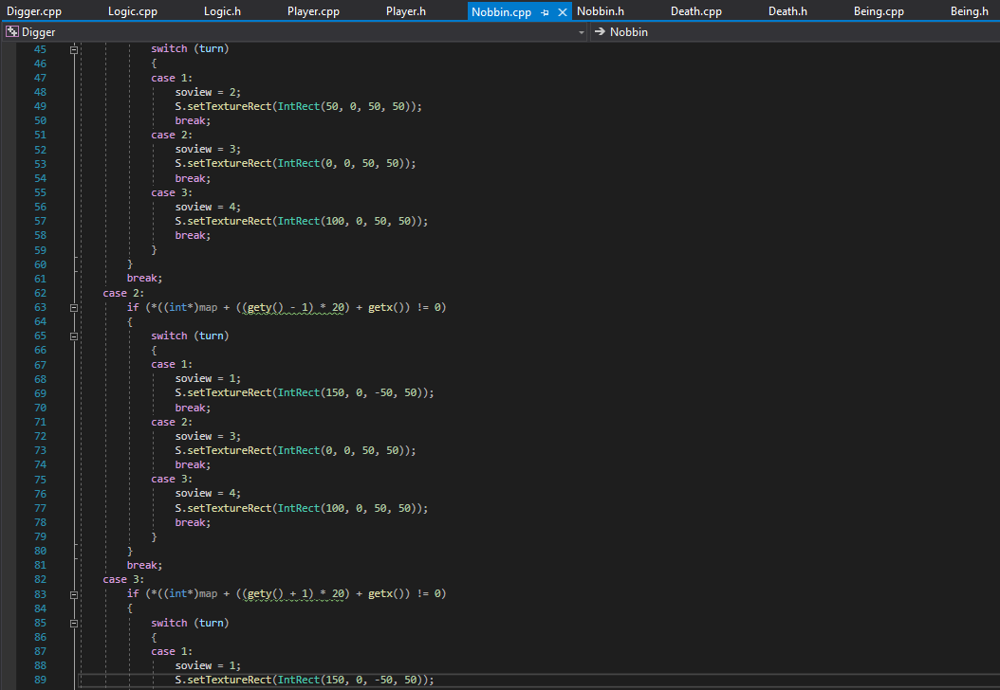 Digger.cpp Logic.cpp Logic.h Player.cpp Player.h Nobbin.cpp Nobbin.h Death.cpp Death.h Being.cpp Being.h
Digger Nobbin
45 switch (turn)
46 {
47 case 1:
48 soview = 2;
49 S.setTextureRect(IntRect(50, 0, 50, 50));
50 break;
51 case 2:
52 soview = 3;
53 S.setTextureRect(IntRect(0, 0, 50, 50));
54 break;
55 case 3:
56 soview = 4;
57 S.setTextureRect(IntRect(100, 0, 50, 50));
58 break;
59 }
60 }
61 break;
62 case 2:
63 if (*((int*)map + ((gety() - 1) * 20) + getx()) != 0)
64 {
65 switch (turn)
66 {
67 case 1:
68 soview = 1;
69 S.setTextureRect(IntRect(150, 0, -50, 50));
70 break;
71 case 2:
72 soview = 3;
73 S.setTextureRect(IntRect(0, 0, 50, 50));
74 break;
75 case 3:
76 soview = 4;
77 S.setTextureRect(IntRect(100, 0, 50, 50));
78 break;
79 }
80 }
81 break;
82 case 3:
83 if (*((int*)map + ((gety() + 1) * 20) + getx()) != 0)
84 {
85 switch (turn)
86 {
87 case 1:
88 soview = 1;
89 S.setTextureRect(IntRect(150, 0, -50, 50));